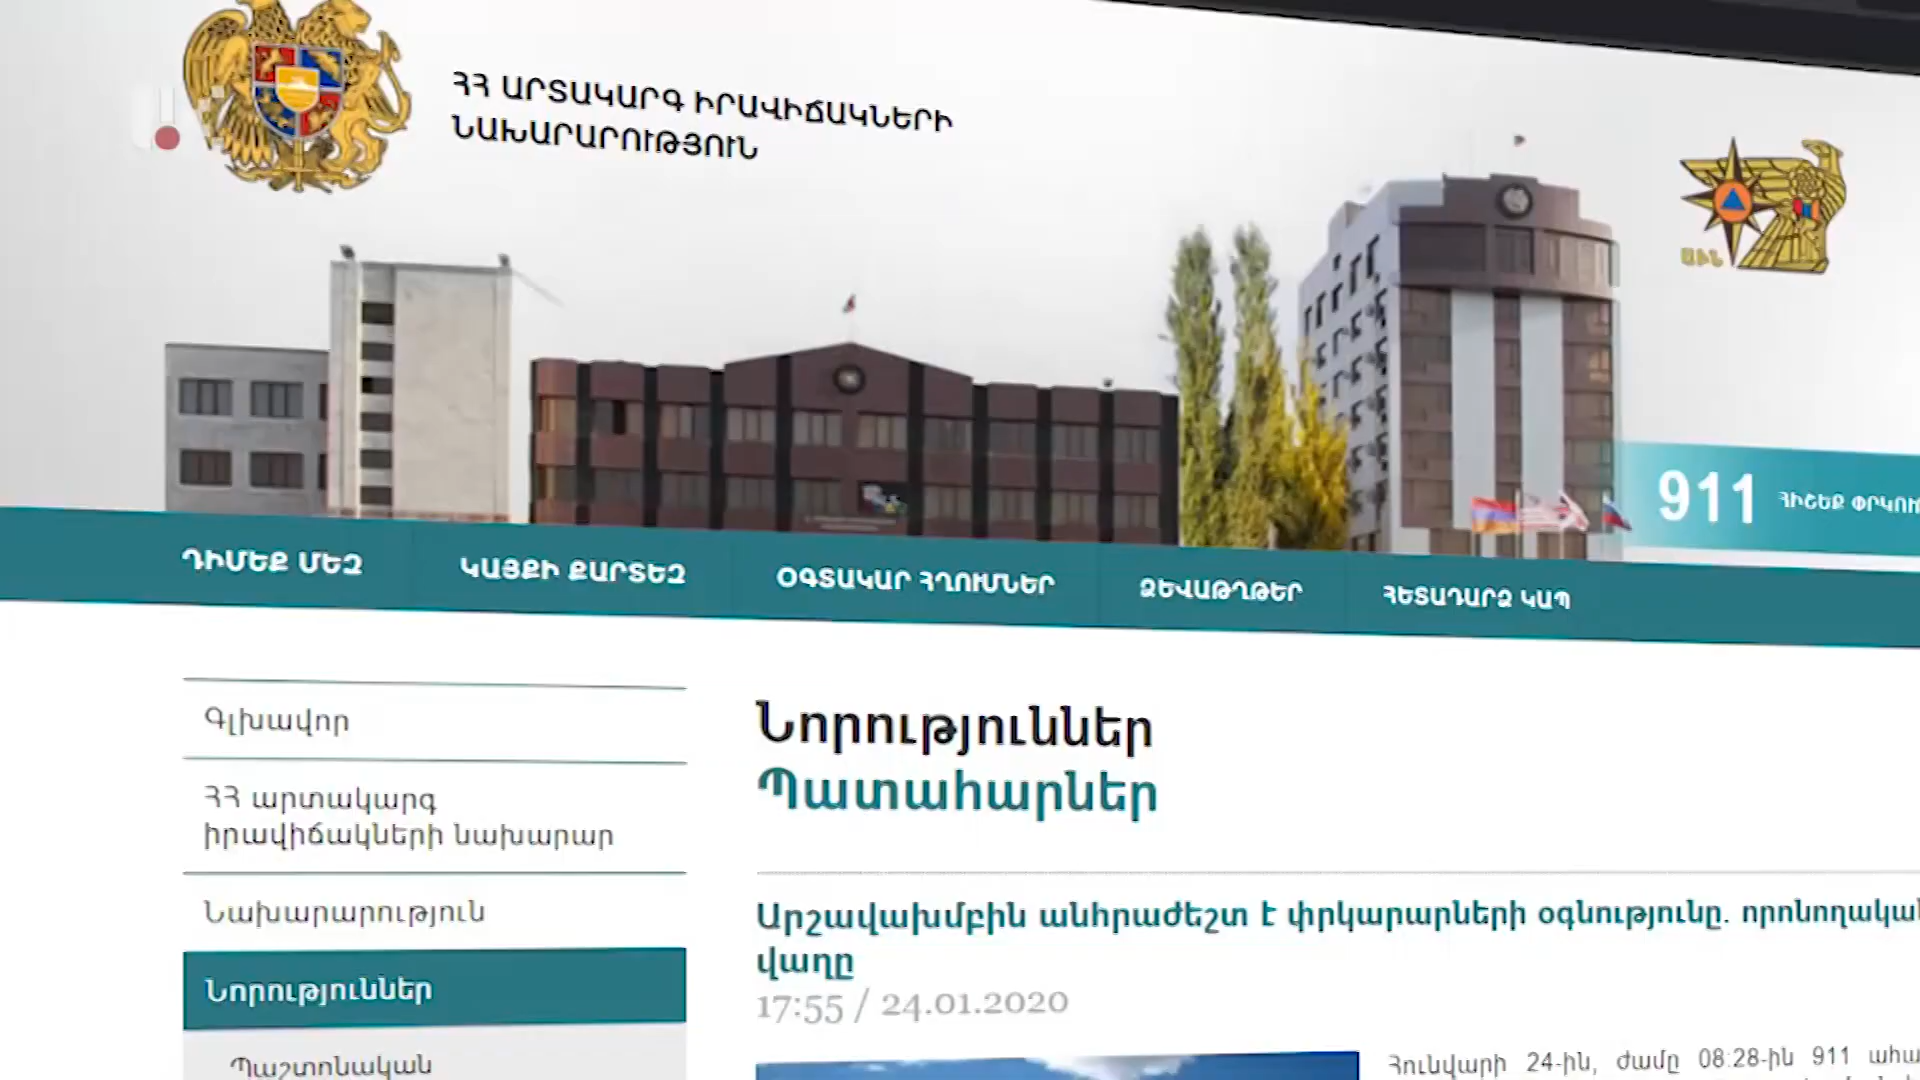 ՀՀ ԱՐՏԱԿԱՐԳ ԻՐԱՎԻՃԱԿՆԵՐԻ
ՆԱԽԱՐԱՐՈՒԹՅՈՒՆ
ԱԻՆ
911 ՀԻՇԵՔ
ԴԻՄԵՔ ՄԵԶ
ԿԱՅՔԻ ՔԱՐՏԵԶ
ՕԳՏԱԿԱՐ ՀՂՈՒՄՆԵՐ
ՁԵՎԱԹՂԹԵՐ
ՀԵՏԱԴԱՐՁ ԿԱՊ
Գլխավոր
ՀՀ արտակարգ
իրավիճակների նախարար
Նախարարություն
Նորություններ
Պաշտոնական
Նորություններ
Պատահարներ
Արշավախմբին անհրաժեշտ է փրկարարների օգնությունը. որոնողական
վաղը
17:55 / 24.01.2020
Հունվարի 24-ին, ժամը 08:28-ին 911 ահա